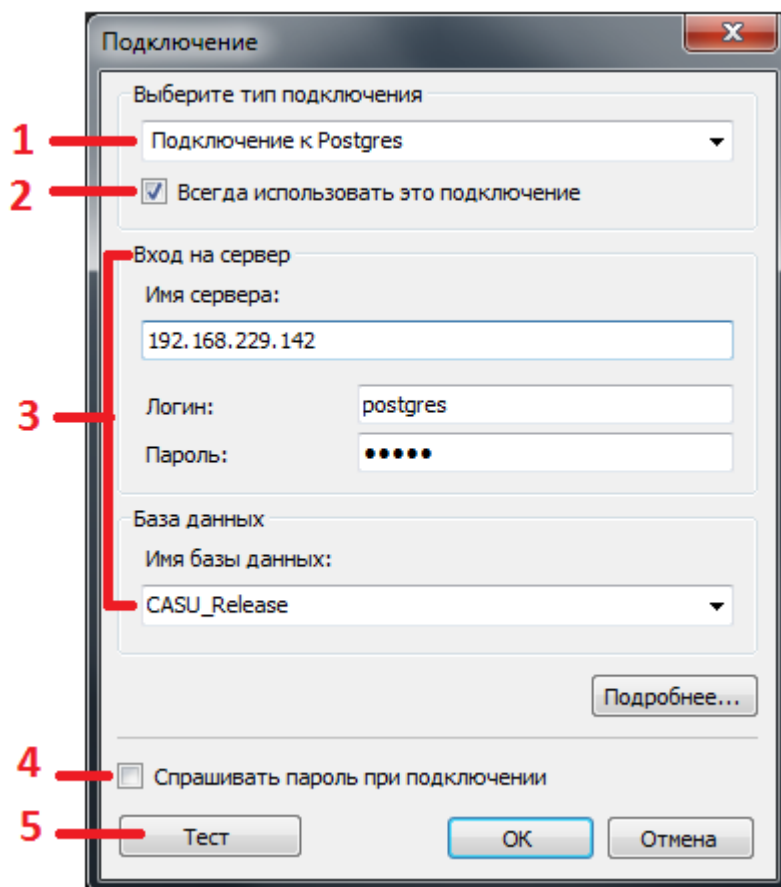 Подключение
Выберите тип подключения
1 Подключение к Postgres
2 Всегда использовать это подключение
Вход на сервер
Имя сервера:
192.168.229.142
3 Логин: postgres
Пароль: •••••
База данных
Имя базы данных:
CASU_Release
Подробнее...
4 Спрашивать пароль при подключении
5 Тест ОК Отмена